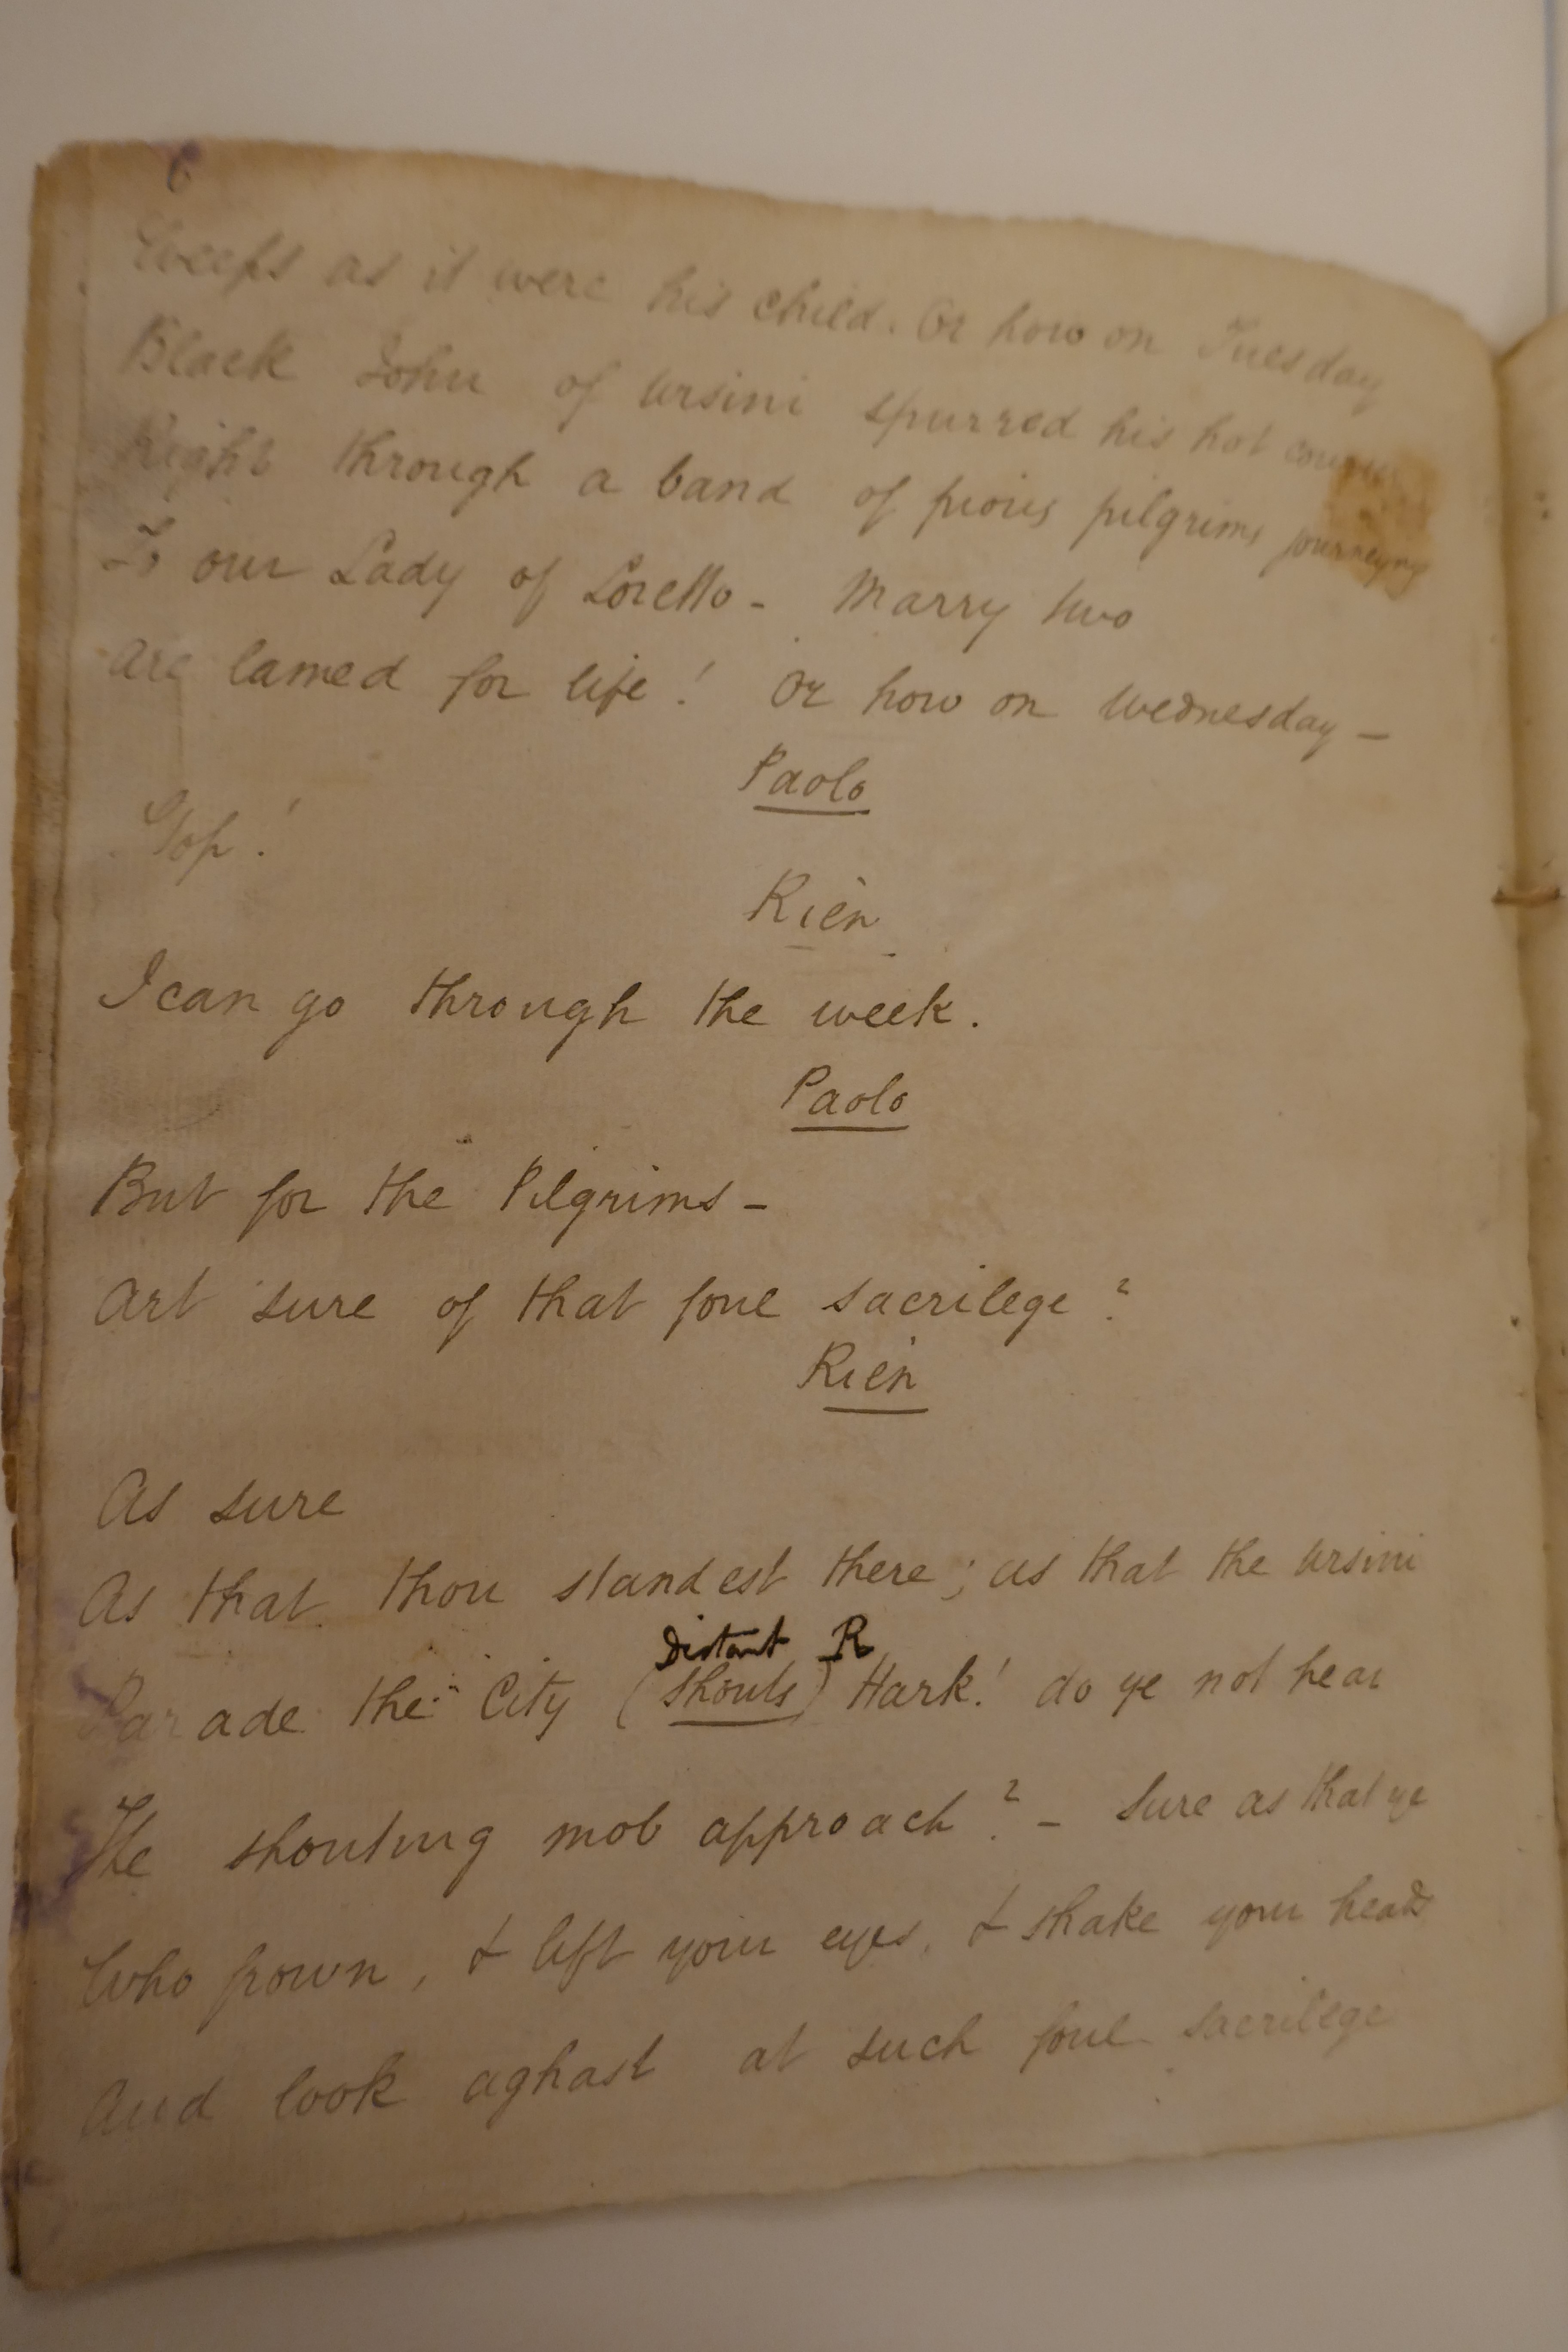 6
Weeps as it were his child. Or how on Tuesday
Black John of Ursini spurred his hot courser
Right through a band of pious pilgrims journeying
To our Lady of Loretto - Marry two
are lamed for life! Or how on Wednesday -
Paolo
Stop!
Rien
I can go through the week.
Paolo
But for the Pilgrims -
Art sure of that foul sacrilege?
Rien
As sure
As that thou standest there; as that the Ursini
Distant R
Parade the City (Shouts) Hark! do ye not hear
The shouting mob approach? - Sure as that ye
Who frown, & lift your eyes, & shake your heads
And look aghast at such foul sacrilege